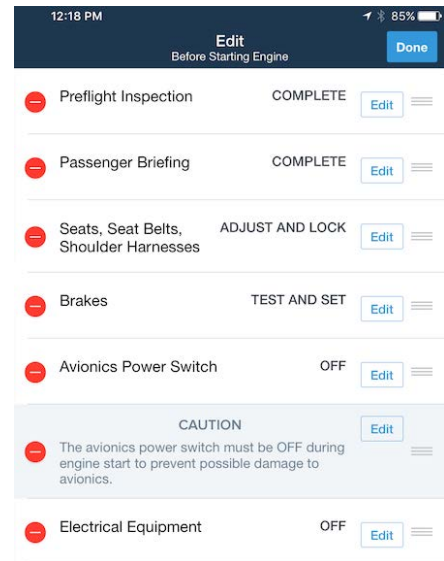 12:18 PM 85%
Edit
Before Starting Engine
Done
Preflight Inspection COMPLETE Edit
Passenger Briefing COMPLETE Edit
Seats, Seat Belts, ADJUST AND LOCK Edit
Shoulder Harnesses
Brakes TEST AND SET Edit
Avionics Power Switch OFF Edit
CAUTION Edit
The avionics power switch must be OFF during
engine start to prevent possible damage to
avionics.
Electrical Equipment OFF Edit